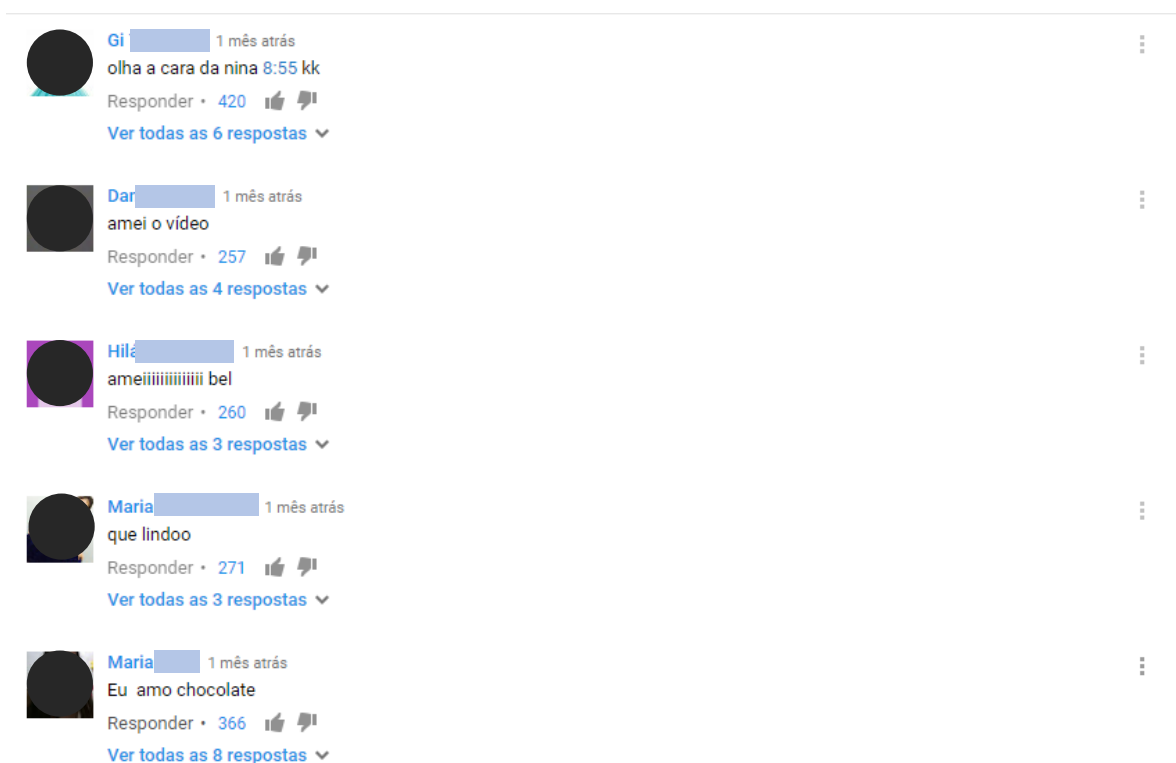 Gi 1 mês atrás
olha a cara da nina 8:55 kk
Responder • 420
Ver todas as 6 respostas
Dar 1 mês atrás
amei o vídeo
Responder • 257
Ver todas as 4 respostas
Hilá 1 mês atrás
ameiiiiiiiiiiiiiii bel
Responder • 260
Ver todas as 3 respostas
Maria 1 mês atrás
que lindoo
Responder • 271
Ver todas as 3 respostas
Maria 1 mês atrás
Eu amo chocolate
Responder • 366
Ver todas as 8 respostas